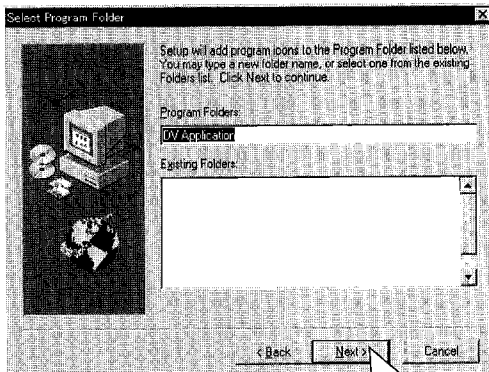 Select Program Folder
Setup will add program icons to the Program Folder listed below.
You may type a new folder name, or select one from the existing
Folders list. Click Next to continue.
Program Folders:
DV Application
Existing Folders:
< Back
Next >
Cancel